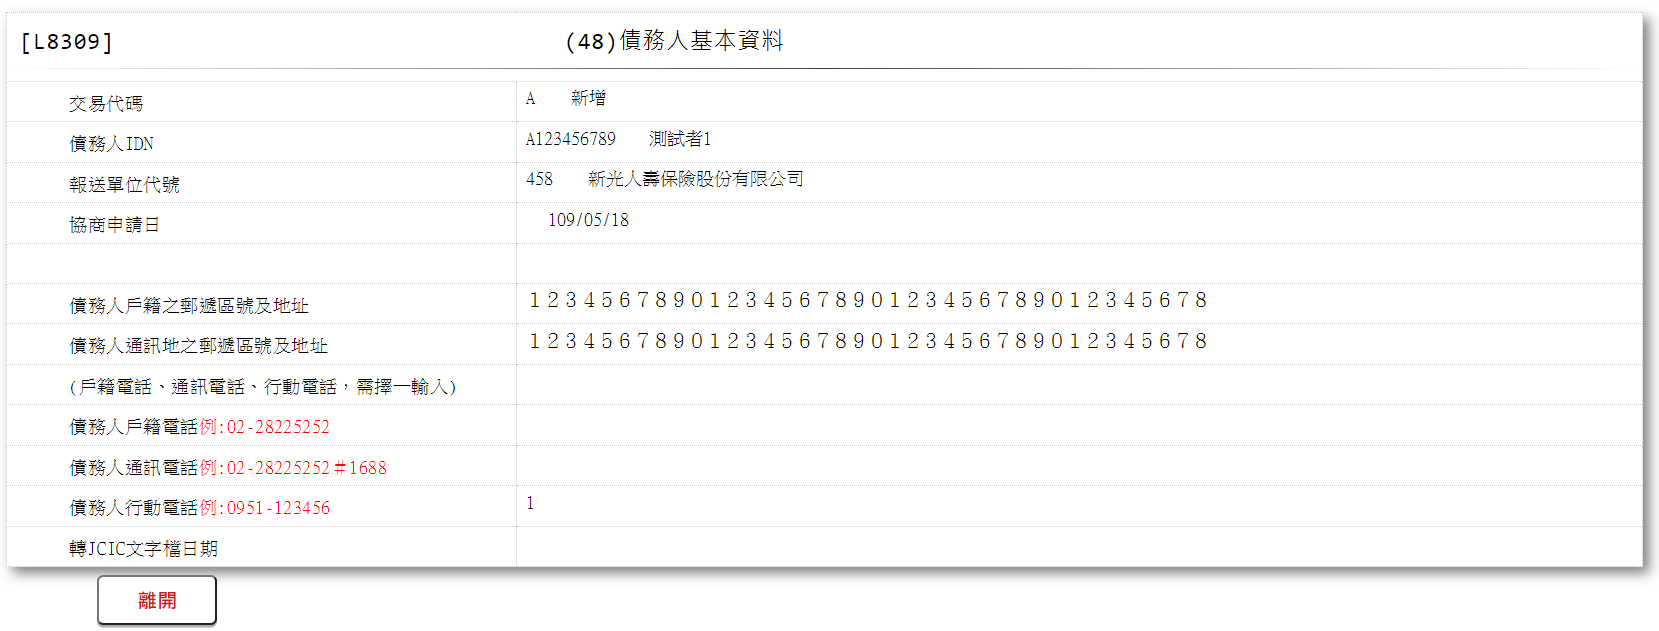 [L8309] (48)債務人基本資料
交易代碼 A 新增
債務人IDN A123456789 測試者1
報送單位代號 458 新光人壽保險股份有限公司
協商申請日 109/05/18
債務人戶籍之郵遞區號及地址 12345678901234567890123456789012345678
債務人通訊地之郵遞區號及地址 12345678901234567890123456789012345678
(戶籍電話、通訊電話、行動電話，需擇一輸入)
債務人戶籍電話例:02-28225252
債務人通訊電話例:02-28225252＃1688
債務人行動電話例:0951-123456 1
轉JCIC文字檔日期
離開